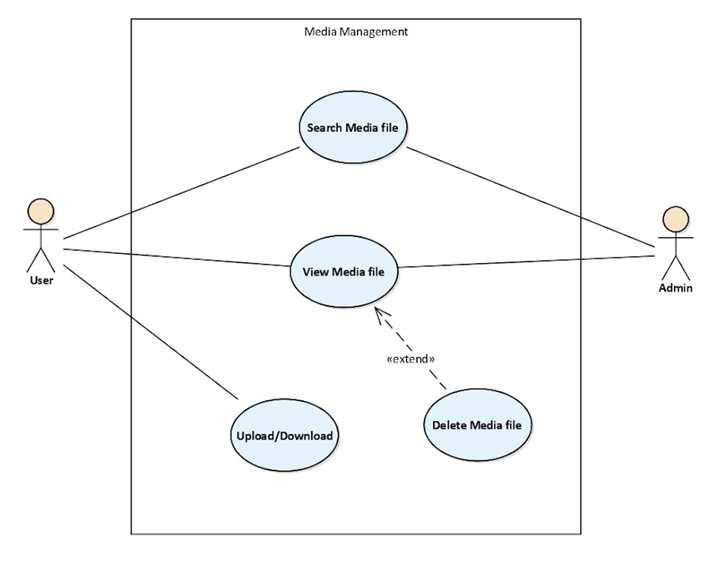 Media Management
Search Media file
User
View Media file
Admin
«extend»
Upload/Download
Delete Media file